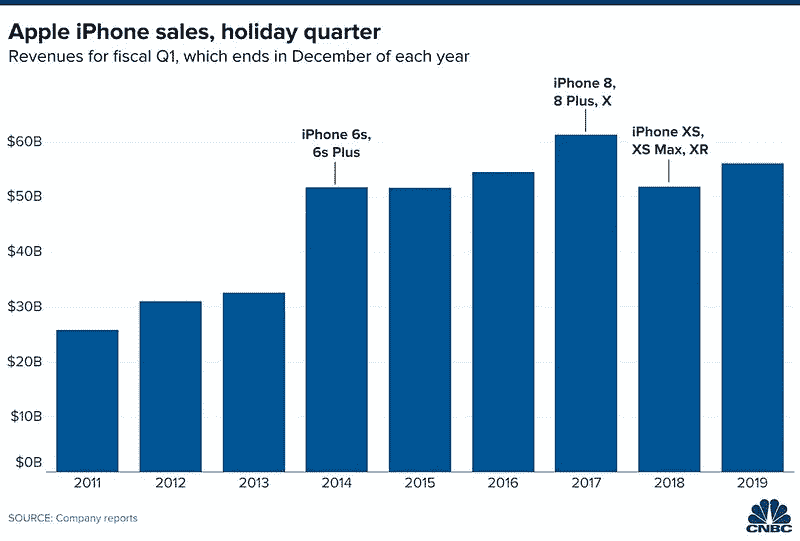 Apple iPhone sales, holiday quarter
Revenues for fiscal Q1, which ends in December of each year
iPhone 8,
8 Plus, X
iPhone 6s,
6s Plus
iPhone XS,
XS Max, XR
$60B
$50B
$40B
$30B
$20B
$10B
$0B
2011 2012 2013 2014 2015 2016 2017 2018 2019
SOURCE: Company reports
CNBC